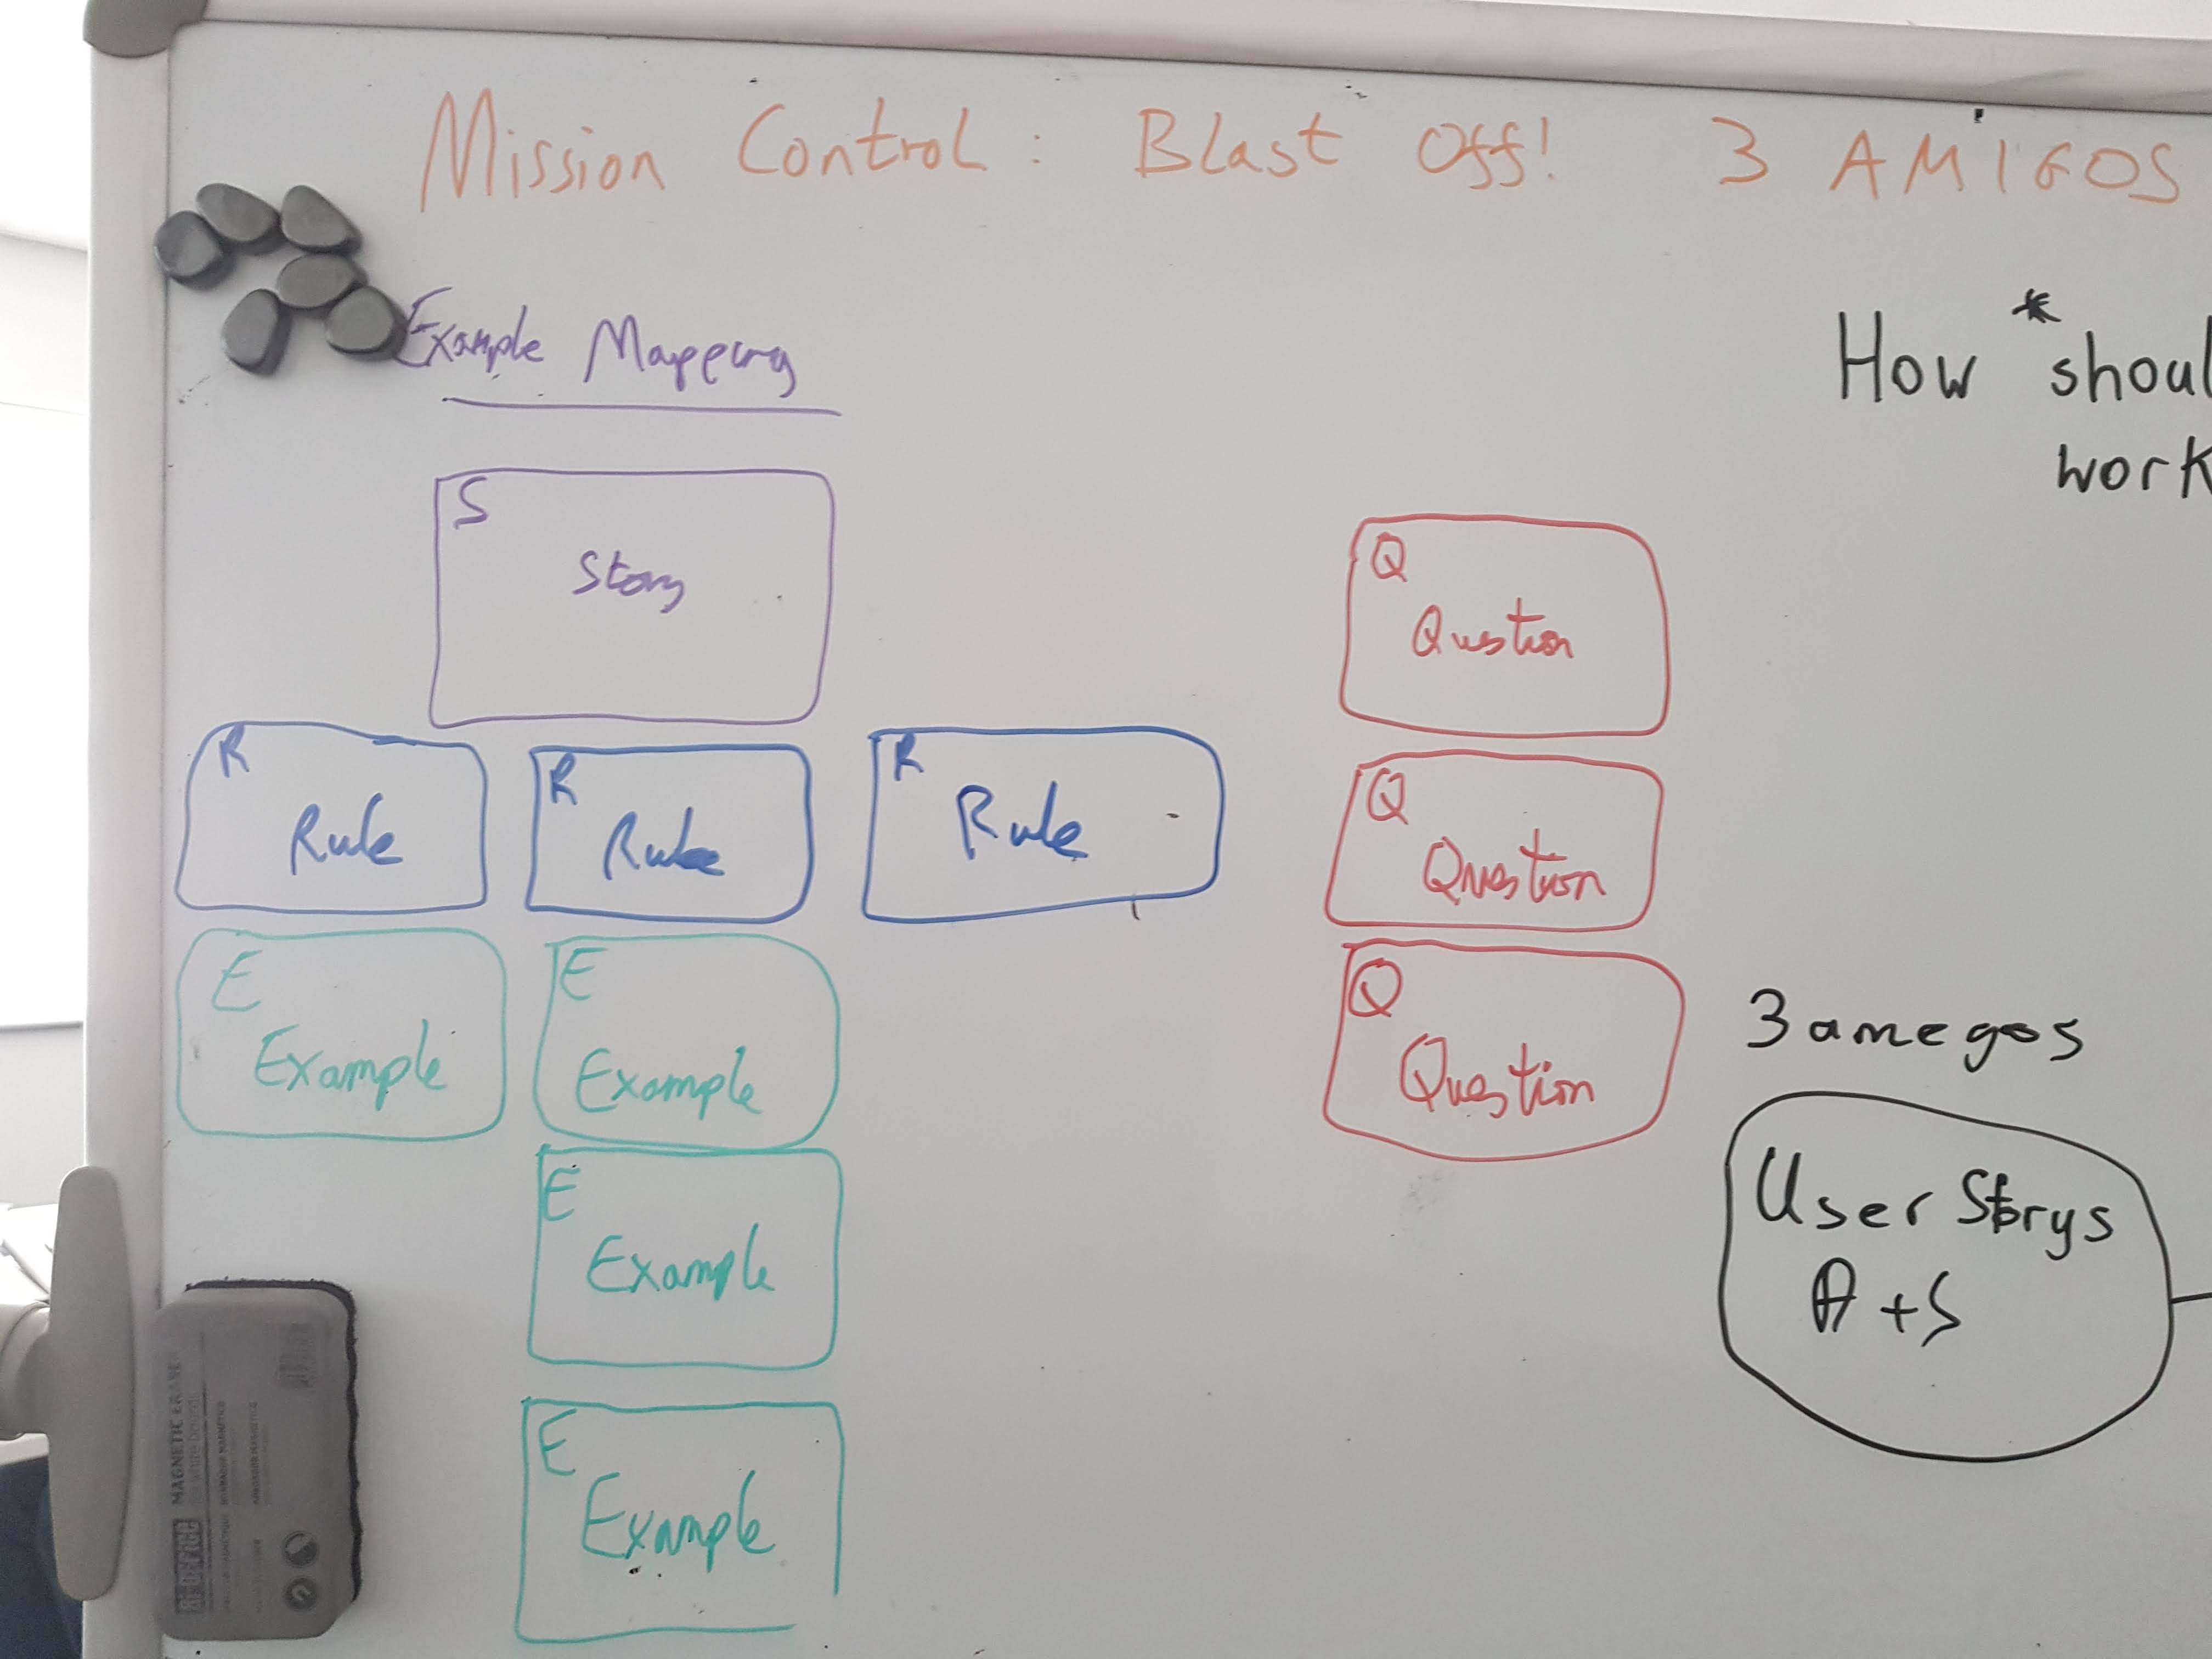 Mission Control: Blast Off! 3 AMIGOS
Example Mapping
How * shoul
work
S
Story
Q
Question
R
Rule
R
Rule
R
Rule
Q
Question
E
Example
E
Example
Q
Question
3 amegos
E
Example
User Storys
A + S
E
Example
MAGNETIC ERASE